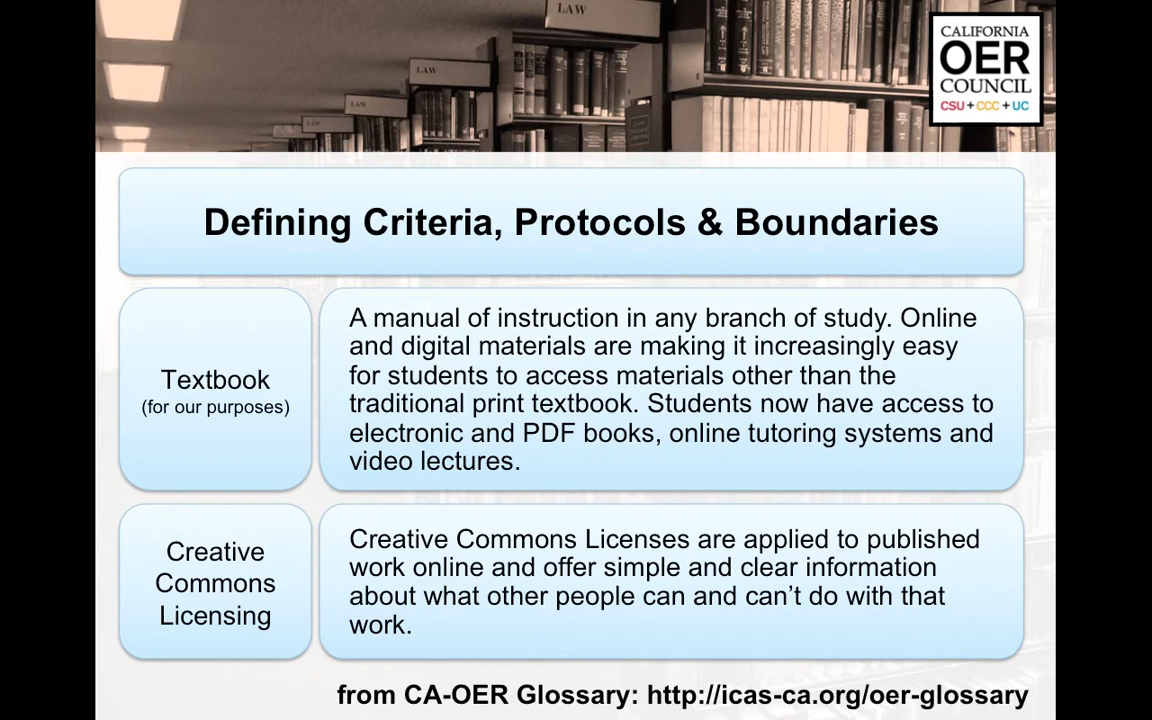 LAW
LAW
LAW
LAW
CALIFORNIA
OER
COUNCIL
CSU + CCC + UC
Defining Criteria, Protocols & Boundaries
Textbook
(for our purposes)
A manual of instruction in any branch of study. Online
and digital materials are making it increasingly easy
for students to access materials other than the
traditional print textbook. Students now have access to
electronic and PDF books, online tutoring systems and
video lectures.
Creative
Commons
Licensing
Creative Commons Licenses are applied to published
work online and offer simple and clear information
about what other people can and can’t do with that
work.
from CA-OER Glossary: http://icas-ca.org/oer-glossary